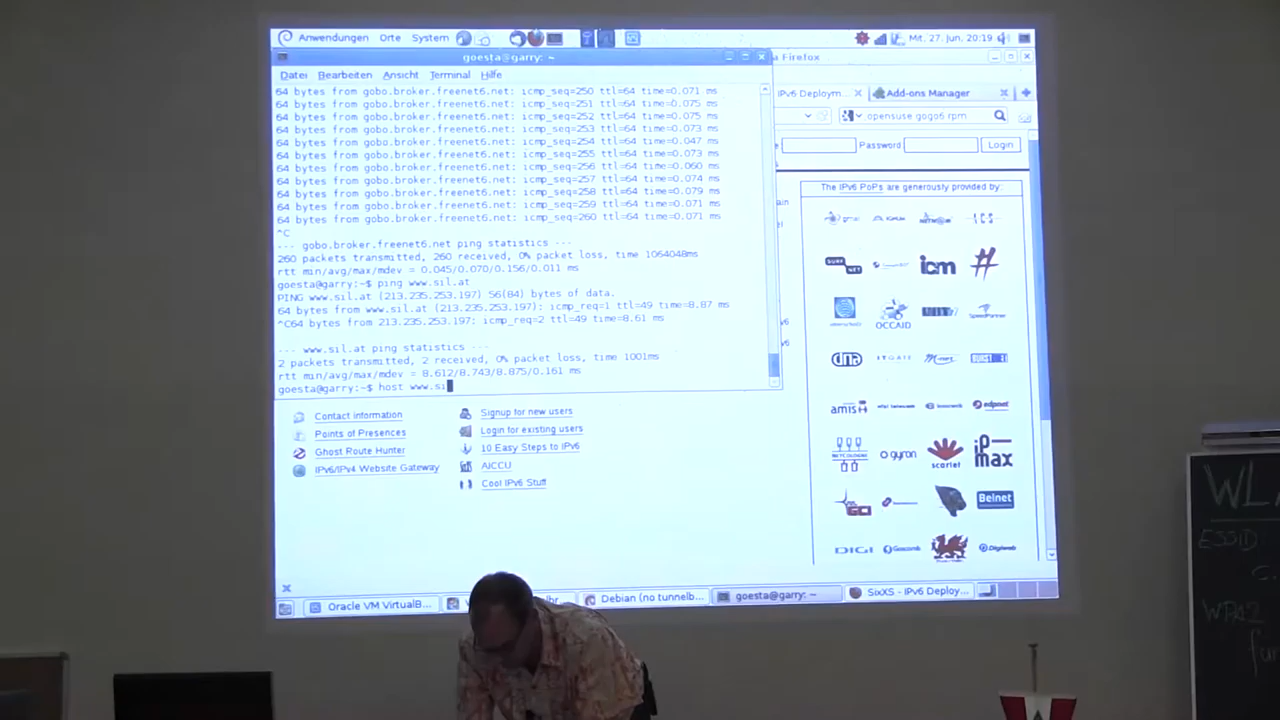 Anwendungen Orte System
Mit, 27. Jun, 20:19
goesta@garry: ~
Firefox
Datei Bearbeiten Ansicht Terminal Hilfe
64 bytes from gobo.broker.freenet6.net: icmp_seq=250 ttl=64 time=0.071 ms
64 bytes from gobo.broker.freenet6.net: icmp_seq=251 ttl=64 time=0.075 ms
64 bytes from gobo.broker.freenet6.net: icmp_seq=252 ttl=64 time=0.075 ms
64 bytes from gobo.broker.freenet6.net: icmp_seq=253 ttl=64 time=0.073 ms
64 bytes from gobo.broker.freenet6.net: icmp_seq=254 ttl=64 time=0.047 ms
64 bytes from gobo.broker.freenet6.net: icmp_seq=255 ttl=64 time=0.073 ms
64 bytes from gobo.broker.freenet6.net: icmp_seq=256 ttl=64 time=0.060 ms
64 bytes from gobo.broker.freenet6.net: icmp_seq=257 ttl=64 time=0.074 ms
64 bytes from gobo.broker.freenet6.net: icmp_seq=258 ttl=64 time=0.079 ms
64 bytes from gobo.broker.freenet6.net: icmp_seq=259 ttl=64 time=0.071 ms
64 bytes from gobo.broker.freenet6.net: icmp_seq=260 ttl=64 time=0.071 ms
^C
--- gobo.broker.freenet6.net ping statistics ---
260 packets transmitted, 260 received, 0% packet loss, time 1064048ms
rtt min/avg/max/mdev = 0.045/0.070/0.156/0.011 ms
goesta@garry:~$ ping www.sil.at
PING www.sil.at (213.235.253.197) 56(84) bytes of data.
64 bytes from www.sil.at (213.235.253.197): icmp_req=1 ttl=49 time=8.87 ms
^C64 bytes from 213.235.253.197: icmp_req=2 ttl=49 time=8.61 ms
--- www.sil.at ping statistics ---
2 packets transmitted, 2 received, 0% packet loss, time 1001ms
rtt min/avg/max/mdev = 8.612/8.743/8.875/0.161 ms
goesta@garry:~$ host www.si
IPv6 Deploym... Add-ons Manager
opensuse gogo6 rpm
Password Login
The IPv6 PoPs are generously provided by:
ICS
SURF NET icm #
OCCAID SpeedPartner
dna ITGATE
amis edpnet
gyron scarlet ip max
Belnet
DIGI
Contact information
Points of Presences
Ghost Route Hunter
IPv6/IPv4 Website Gateway
Signup for new users
Login for existing users
10 Easy Steps to IPv6
AICCU
Cool IPv6 Stuff
Oracle VM VirtualB...
Debian (no tunnelb...
goesta@garry: ~
SixXS - IPv6 Deploy...
WL
ESSID
WPA2